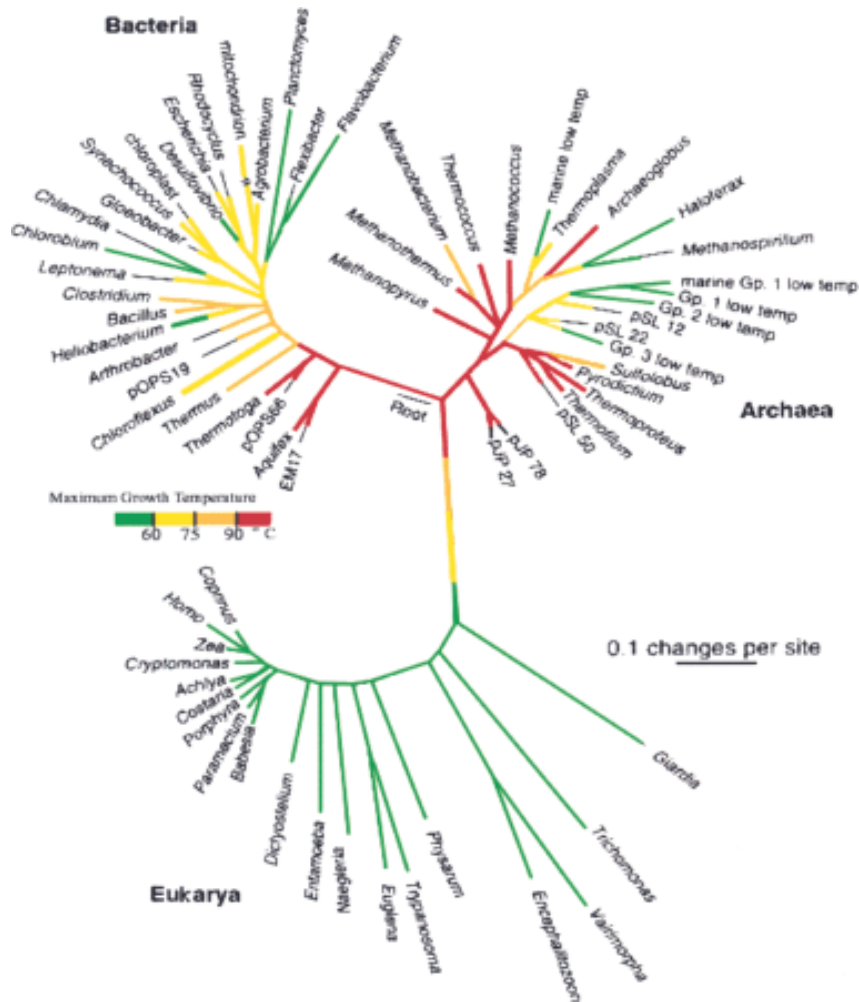 Bacteria
Planctomyces
Flavobacterium
Flexibacter
mitochondrion
Agrobacterium
Rhodocyclus
Escherichia
Desulfovibrio
chloroplast
Synechococcus
Gloeobacter
Chlamydia
Chlorobium
Leptonema
Clostridium
Bacillus
Heliobacterium
Arthrobacter
pOPS19
Chloroflexus
Thermus
Thermotoga
pOPS66
Aquifex
EM17
Root
Methanopyrus
Methanothermus
Methanobacterium
Thermococcus
Methanococcus
marine low temp
Thermoplasma
Archaeoglobus
Haloferax
Methanospirillum
marine Gp. 1 low temp
Gp. 1 low temp
Gp. 2 low temp
pSL 12
pSL 22
Gp. 3 low temp
Sulfolobus
Pyrodictium
Thermoproteus
Thermofilum
pSL 50
pJP 78
pJP 27
Archaea
Maximum Growth Temperature
60 75 90 ° C
0.1 changes per site
Coprinus
Homo
Zea
Cryptomonas
Achlya
Costaria
Porphyra
Paramecium
Babesia
Dictyostelium
Entamoeba
Naegleria
Euglena
Trypanosoma
Physarum
Encephalitozoon
Vairimorpha
Trichomonas
Giardia
Eukarya